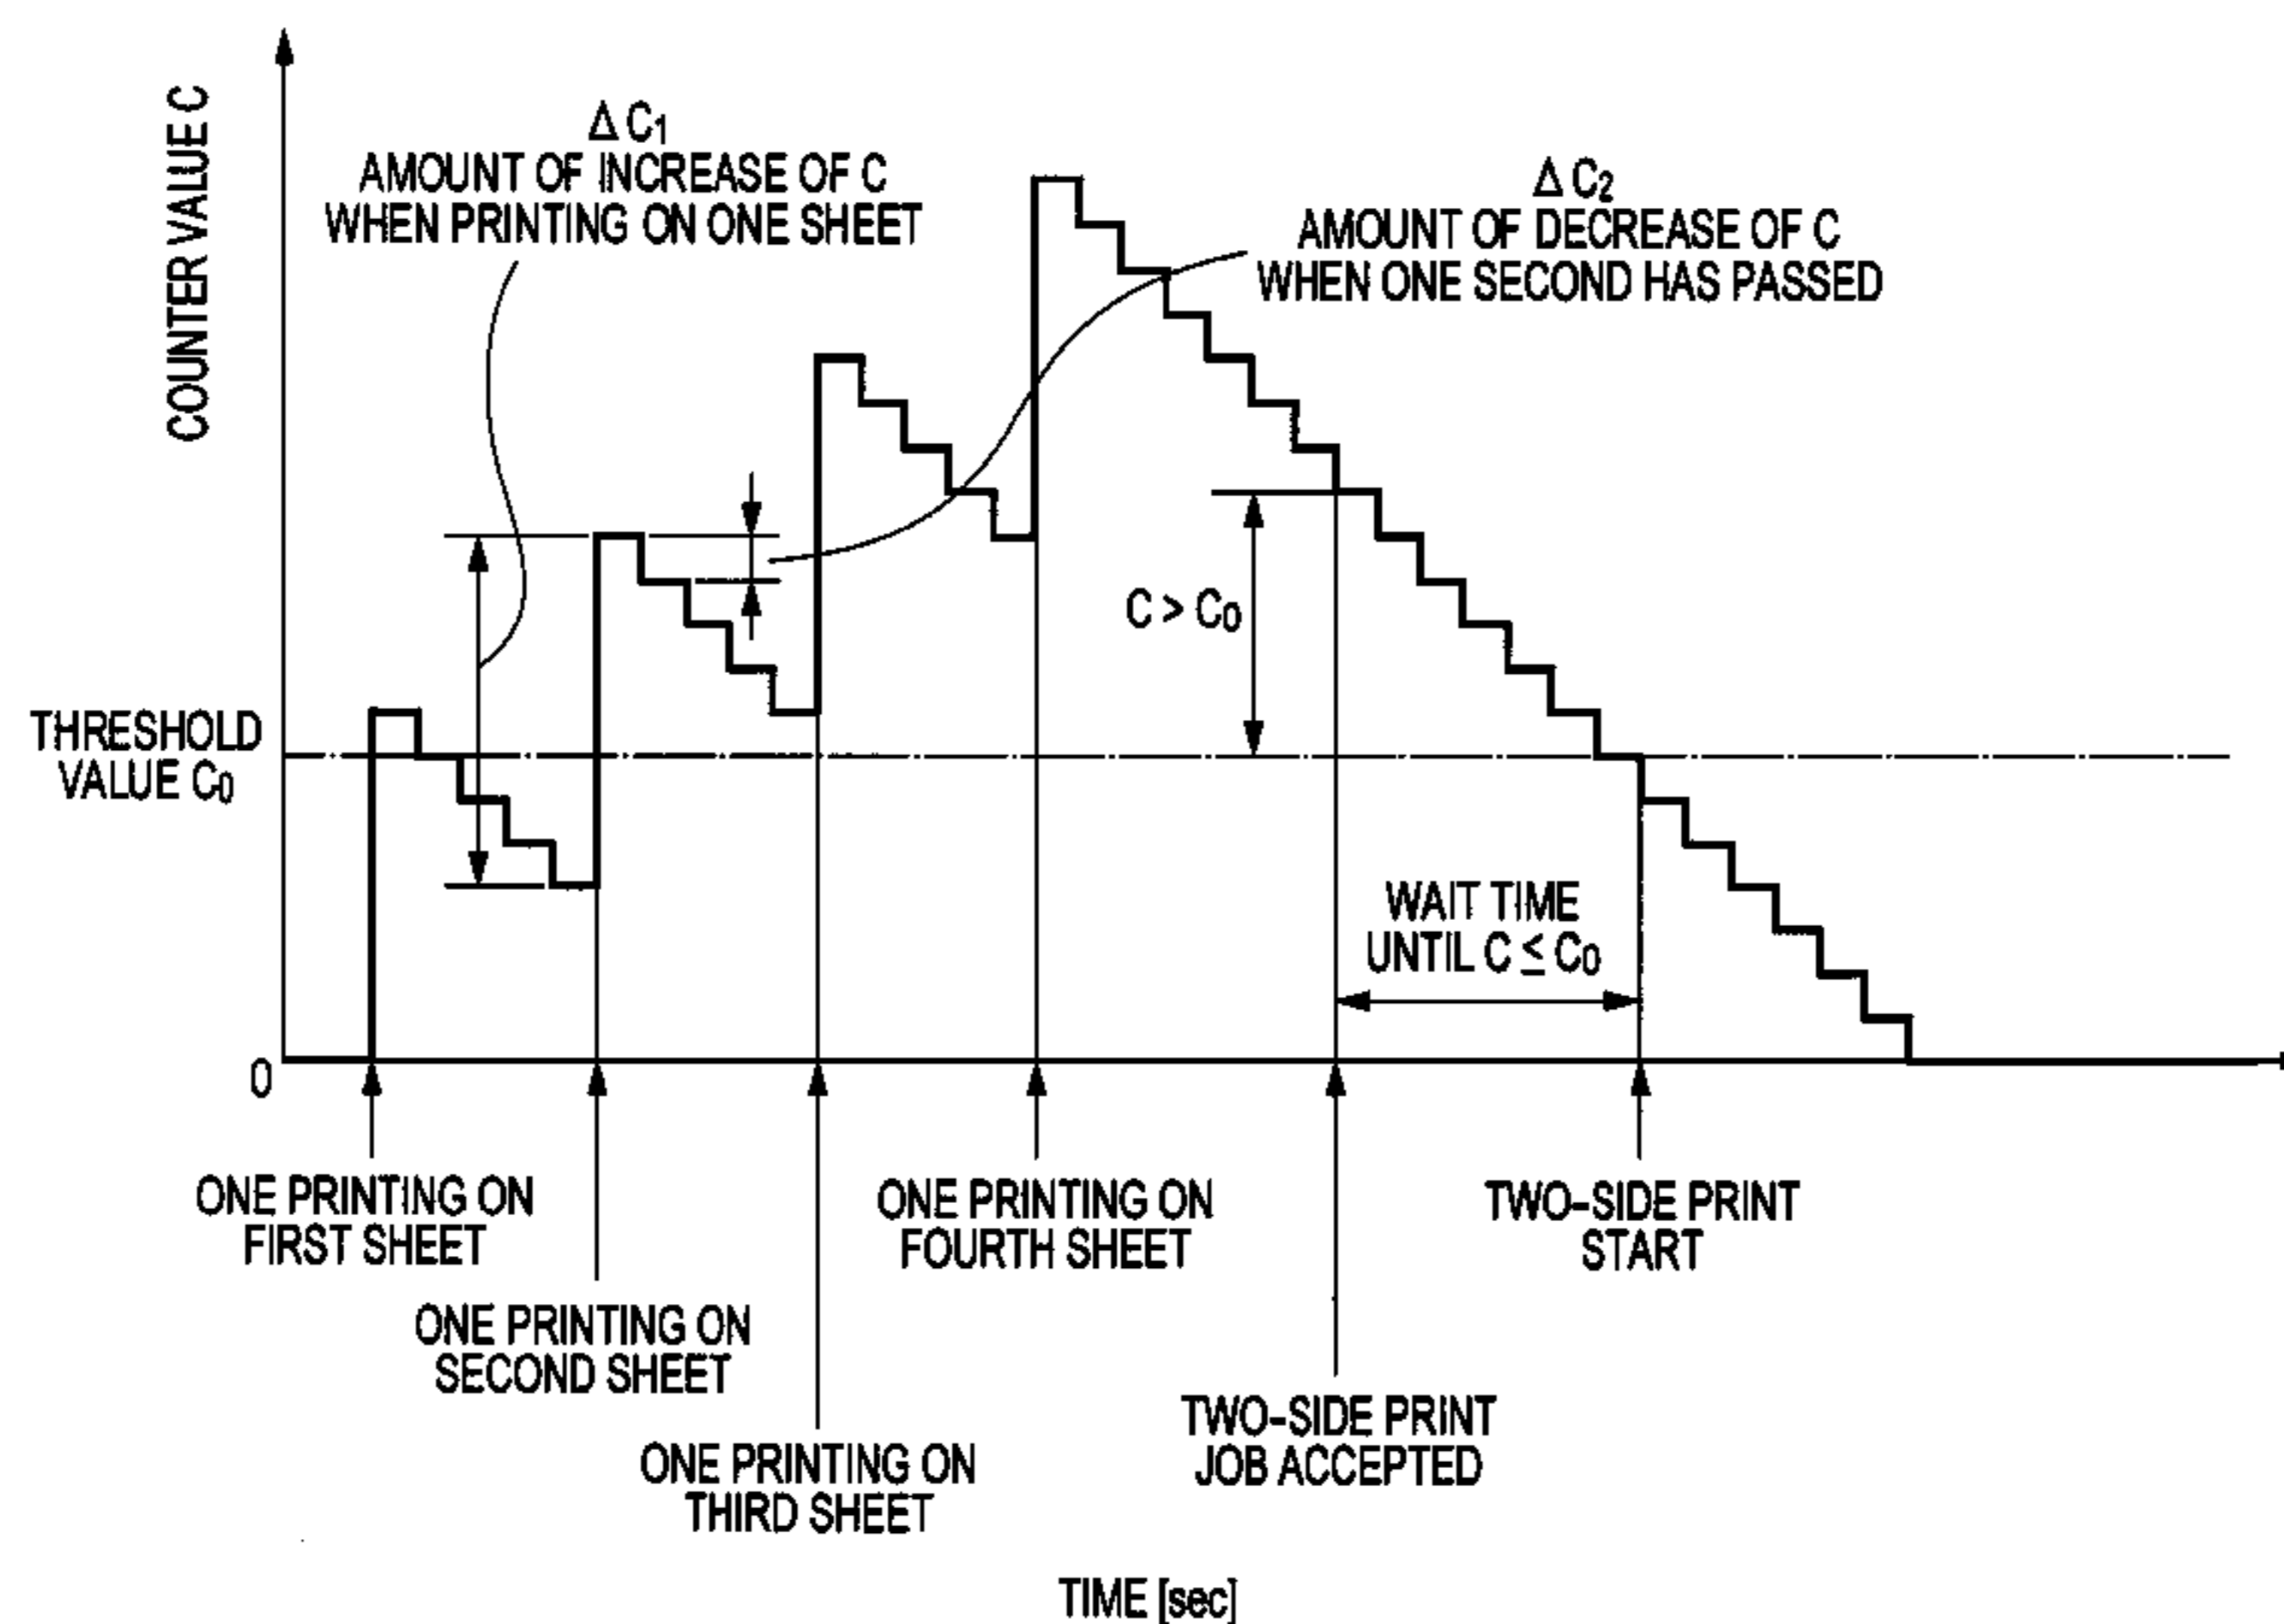 COUNTER VALUE C
Δ C₁
AMOUNT OF INCREASE OF C
WHEN PRINTING ON ONE SHEET
Δ C₂
AMOUNT OF DECREASE OF C
WHEN ONE SECOND HAS PASSED
C > C₀
THRESHOLD
VALUE C₀
WAIT TIME
UNTIL C ≤ C₀
0
ONE PRINTING ON
FIRST SHEET
ONE PRINTING ON
SECOND SHEET
ONE PRINTING ON
THIRD SHEET
ONE PRINTING ON
FOURTH SHEET
TWO-SIDE PRINT
JOB ACCEPTED
TWO-SIDE PRINT
START
TIME [sec]